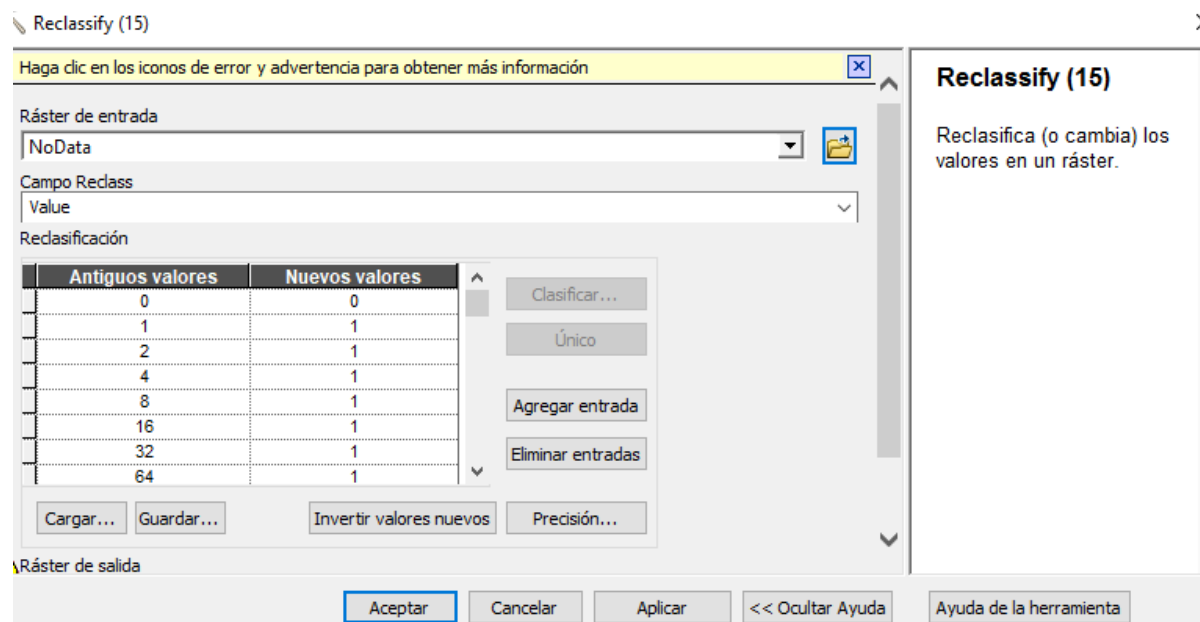 Reclassify (15)
Haga clic en los iconos de error y advertencia para obtener más información
Ráster de entrada
NoData
Campo Reclass
Value
Reclasificación
Antiguos valores Nuevos valores
0 0
1 1
2 1
4 1
8 1
16 1
32 1
64 1
Clasificar...
Único
Agregar entrada
Eliminar entradas
Cargar... Guardar... Invertir valores nuevos Precisión...
Ráster de salida
Reclassify (15)
Reclasifica (o cambia) los
valores en un ráster.
Aceptar Cancelar Aplicar << Ocultar Ayuda Ayuda de la herramienta